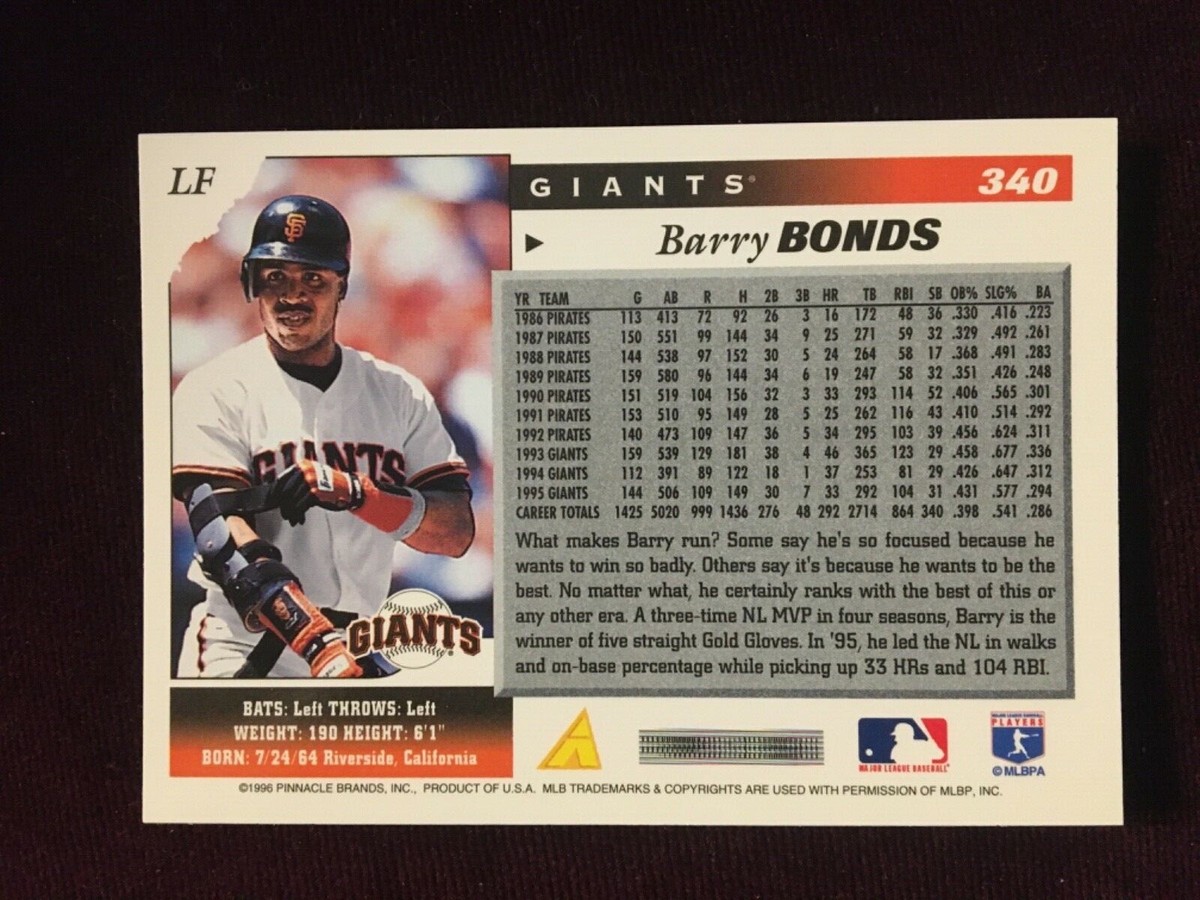 LF
GIANTS
340
Barry BONDS
YR TEAM G AB R H 2B 3B HR TB RBI SB OB% SLG% BA
1986 PIRATES 113 413 72 92 26 3 16 172 48 36 .330 .416 .223
1987 PIRATES 150 551 99 144 34 9 25 271 59 32 .329 .492 .261
1988 PIRATES 144 538 97 152 30 5 24 264 58 17 .368 .491 .283
1989 PIRATES 159 580 96 144 34 6 19 247 58 32 .351 .426 .248
1990 PIRATES 151 519 104 156 32 3 33 293 114 52 .406 .565 .301
1991 PIRATES 153 510 95 149 28 5 25 262 116 43 .410 .514 .292
1992 PIRATES 140 473 109 147 36 5 34 295 103 39 .456 .624 .311
1993 GIANTS 159 539 129 181 38 4 46 365 123 29 .458 .677 .336
1994 GIANTS 112 391 89 122 18 1 37 253 81 29 .426 .647 .312
1995 GIANTS 144 506 109 149 30 7 33 292 104 31 .431 .577 .294
CAREER TOTALS 1425 5020 999 1436 276 48 292 2714 864 340 .398 .541 .286
What makes Barry run? Some say he's so focused because he
wants to win so badly. Others say it's because he wants to be the
best. No matter what, he certainly ranks with the best of this or
any other era. A three-time NL MVP in four seasons, Barry is the
winner of five straight Gold Gloves. In '95, he led the NL in walks
and on-base percentage while picking up 33 HRs and 104 RBI.
SF
GIANTS
GIANTS
BATS: Left THROWS: Left
WEIGHT: 190 HEIGHT: 6'1"
BORN: 7/24/64 Riverside, California
MAJOR LEAGUE BASEBALL
MAJOR LEAGUE BASEBALL
PLAYERS
©MLBPA
©1996 PINNACLE BRANDS, INC., PRODUCT OF U.S.A. MLB TRADEMARKS & COPYRIGHTS ARE USED WITH PERMISSION OF MLBP, INC.